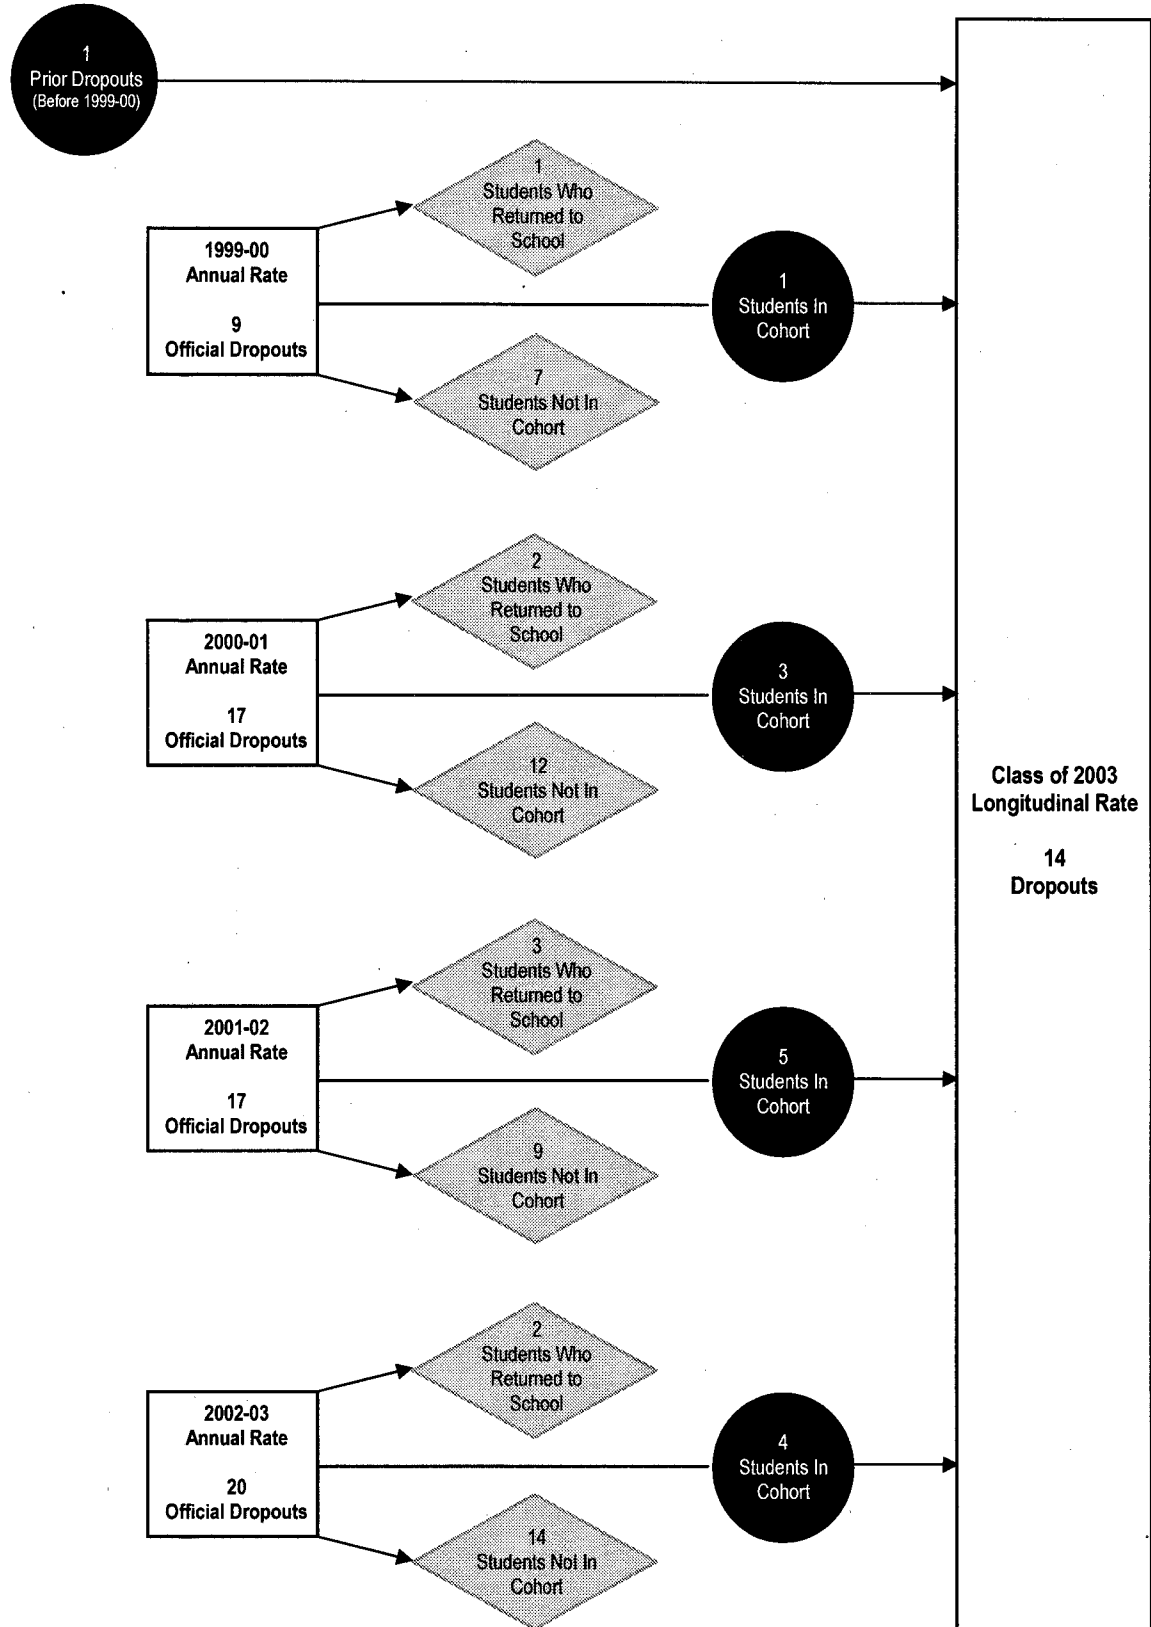 1
Prior Dropouts
(Before 1999-00)
1
Students Who
Returned to
School
1999-00
Annual Rate
9
Official Dropouts
1
Students In
Cohort
7
Students Not In
Cohort
2
Students Who
Returned to
School
2000-01
Annual Rate
17
Official Dropouts
3
Students In
Cohort
12
Students Not In
Cohort
Class of 2003
Longitudinal Rate
14
Dropouts
3
Students Who
Returned to
School
2001-02
Annual Rate
17
Official Dropouts
5
Students In
Cohort
9
Students Not In
Cohort
2
Students Who
Returned to
School
2002-03
Annual Rate
20
Official Dropouts
4
Students In
Cohort
14
Students Not In
Cohort